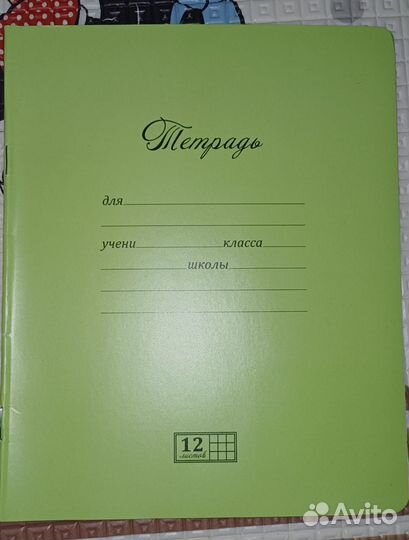 Тетрадь
для
учени класса
школы
12
листов
Avito